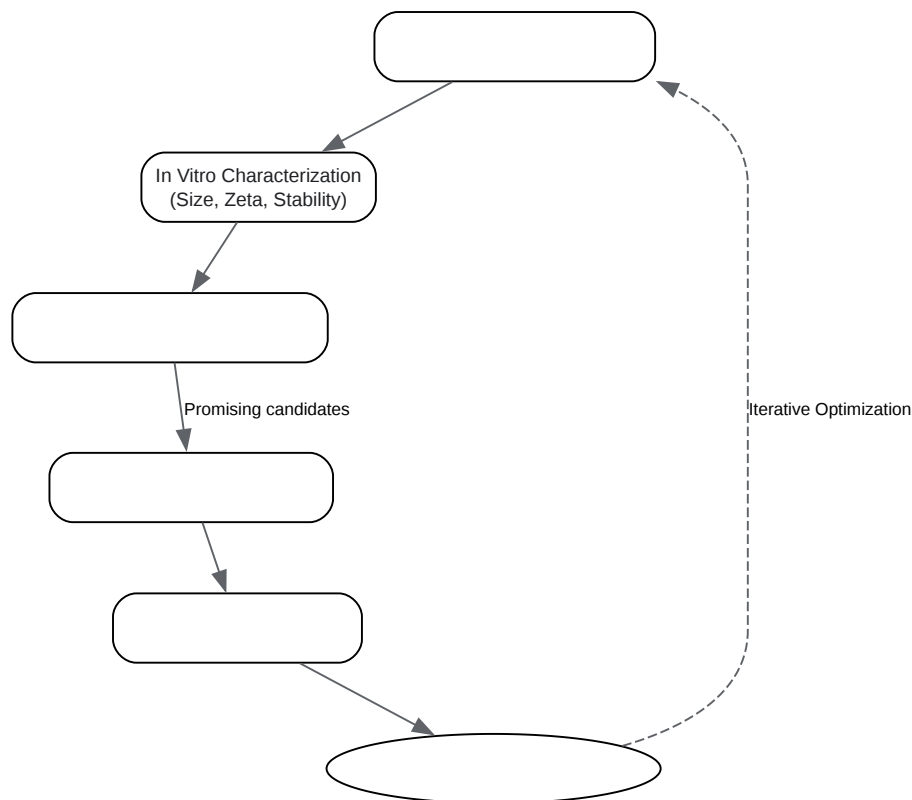 In Vitro Characterization
(Size, Zeta, Stability)
Promising candidates
Iterative Optimization